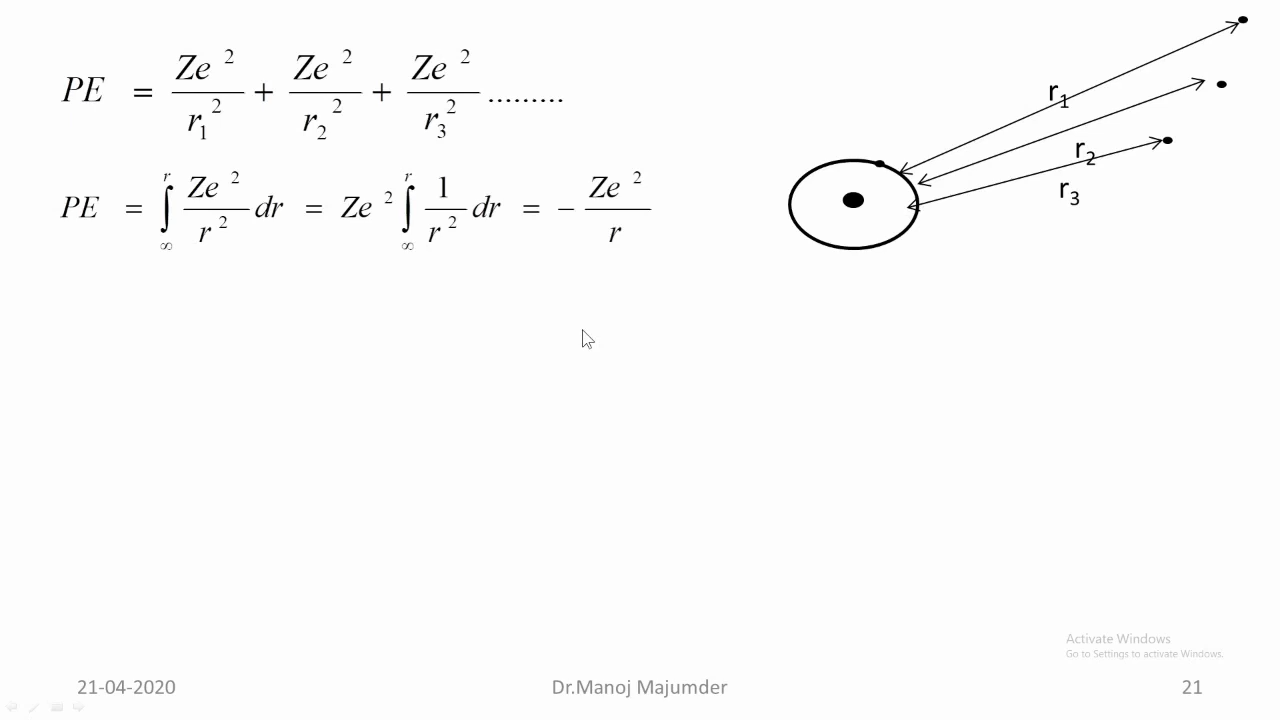 PE = Ze²/r₁² + Ze²/r₂² + Ze²/r₃² .........
PE = ∫_∞^r Ze²/r² dr = Ze² ∫_∞^r 1/r² dr = − Ze²/r
r₁
r₂
r₃
Activate Windows
Go to Settings to activate Windows.
21-04-2020
Dr.Manoj Majumder
21